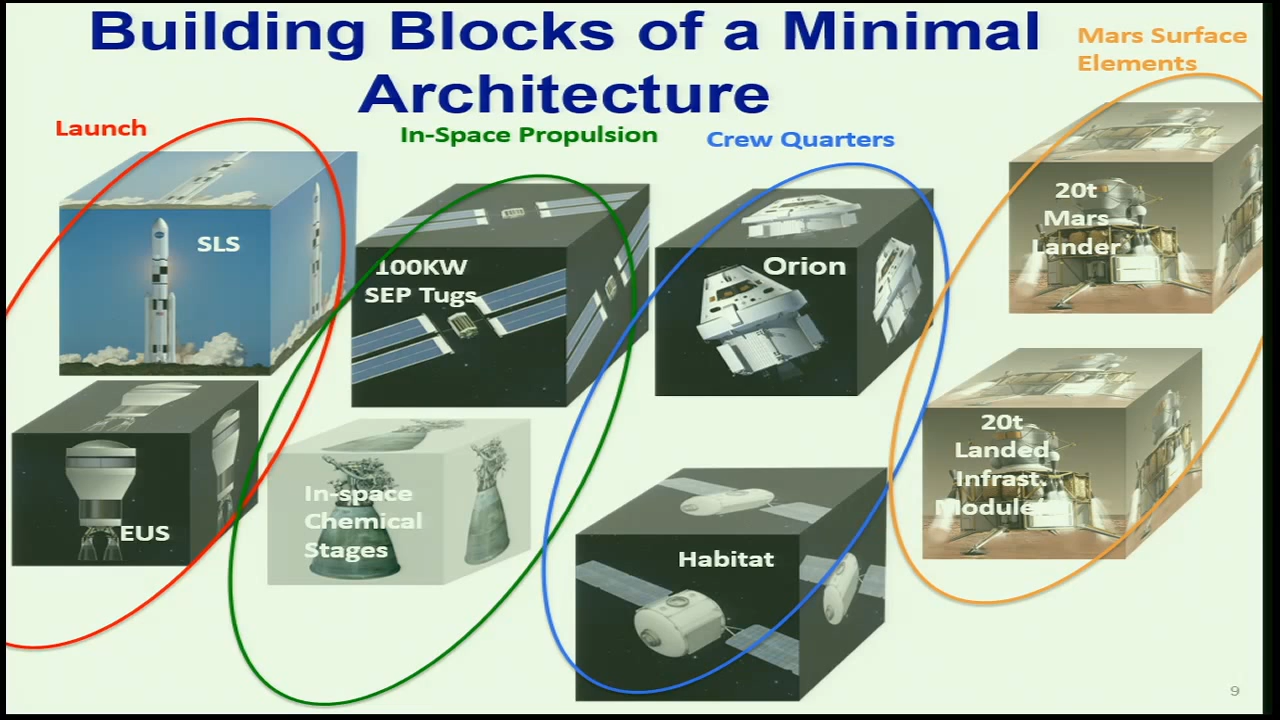 Building Blocks of a Minimal
Architecture
Mars Surface
Elements
Launch
In-Space Propulsion
Crew Quarters
SLS
100KW
SEP Tugs
Orion
20t
Mars
Lander
EUS
In-space
Chemical
Stages
Habitat
20t
Landed
Infrast.
Module
9